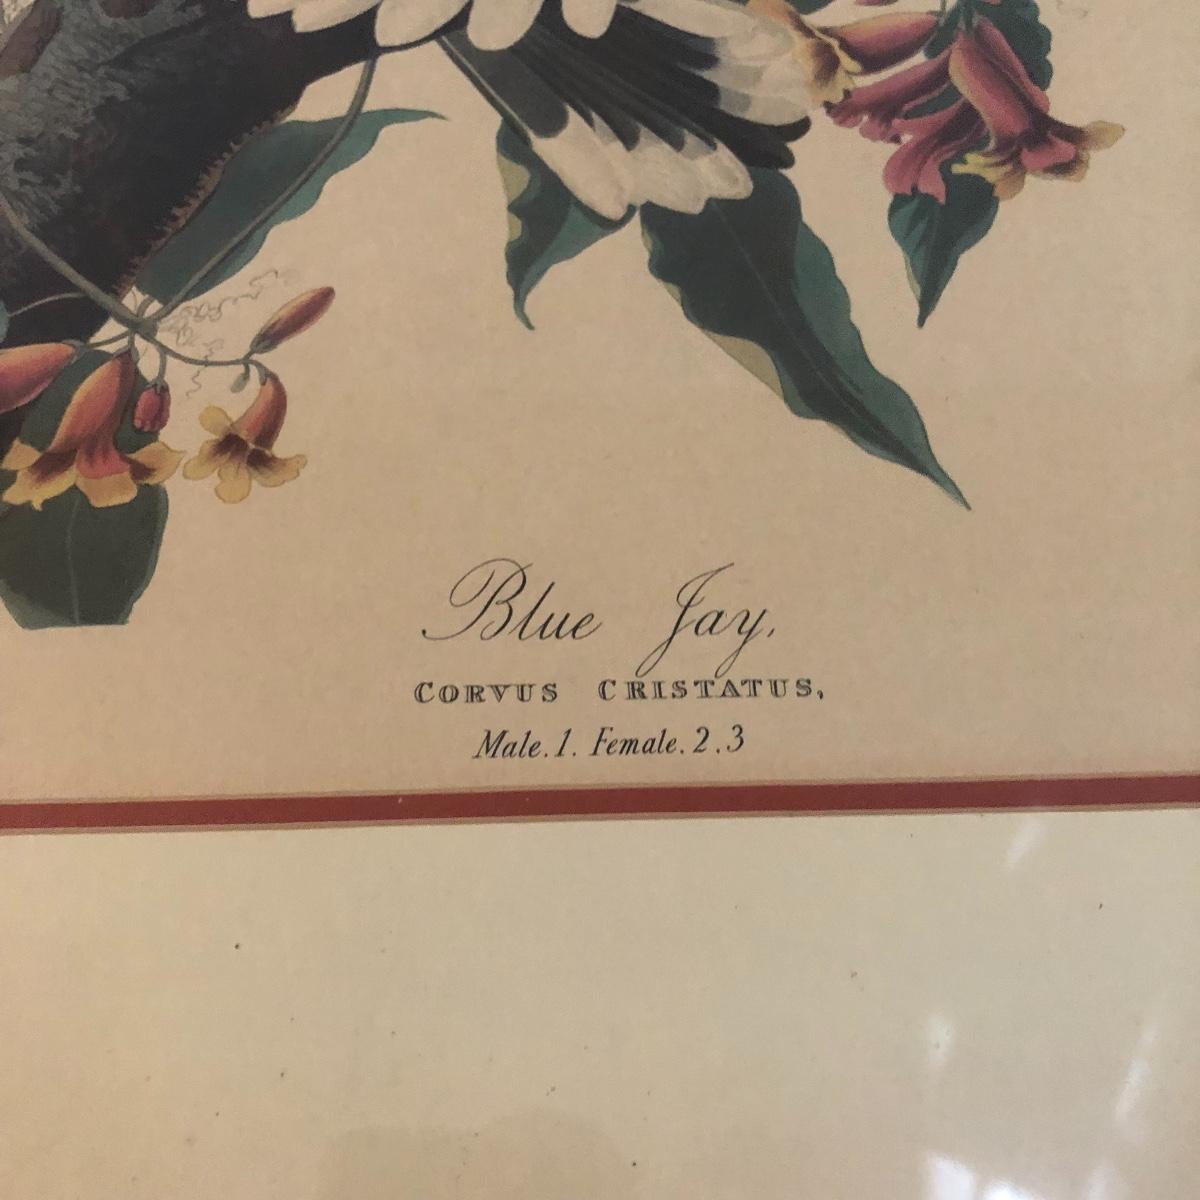 Blue Jay.
CORVUS CRISTATUS,
Male. 1. Female. 2. 3